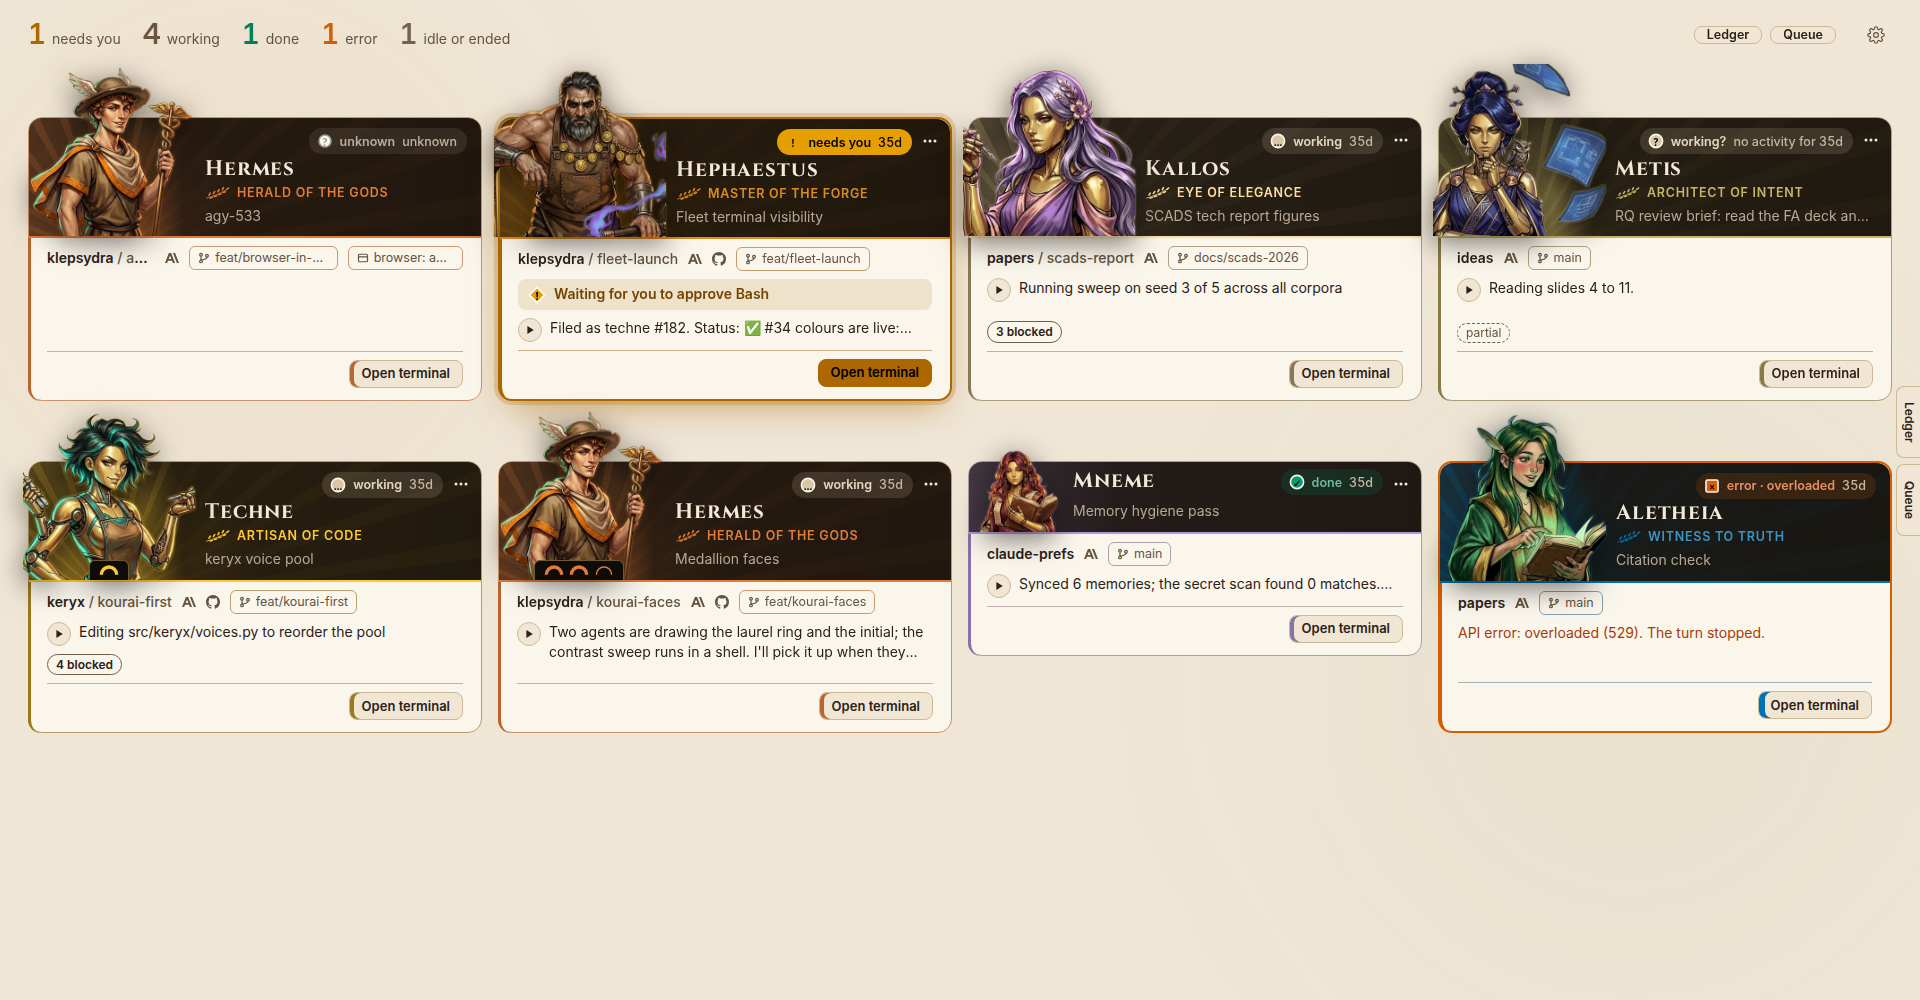 1 needs you 4 working 1 done 1 error 1 idle or ended
Ledger Queue
? unknown unknown
HERMES
HERALD OF THE GODS
agy-533
klepsydra / a... feat/browser-in-... browser: a...
Open terminal
! needs you 35d
HEPHAESTUS
MASTER OF THE FORGE
Fleet terminal visibility
klepsydra / fleet-launch feat/fleet-launch
Waiting for you to approve Bash
Filed as techne #182. Status: ✅ #34 colours are live:...
Open terminal
working 35d
KALLOS
EYE OF ELEGANCE
SCADS tech report figures
papers / scads-report docs/scads-2026
Running sweep on seed 3 of 5 across all corpora
3 blocked
Open terminal
? working? no activity for 35d
METIS
ARCHITECT OF INTENT
RQ review brief: read the FA deck an...
ideas main
Reading slides 4 to 11.
partial
Open terminal
working 35d
TECHNE
ARTISAN OF CODE
keryx voice pool
keryx / kourai-first feat/kourai-first
Editing src/keryx/voices.py to reorder the pool
4 blocked
Open terminal
working 35d
HERMES
HERALD OF THE GODS
Medallion faces
klepsydra / kourai-faces feat/kourai-faces
Two agents are drawing the laurel ring and the initial; the
contrast sweep runs in a shell. I'll pick it up when they...
Open terminal
MNEME done 35d
Memory hygiene pass
claude-prefs main
Synced 6 memories; the secret scan found 0 matches....
Open terminal
error · overloaded 35d
ALETHEIA
WITNESS TO TRUTH
Citation check
papers main
API error: overloaded (529). The turn stopped.
Open terminal
Ledger
Queue